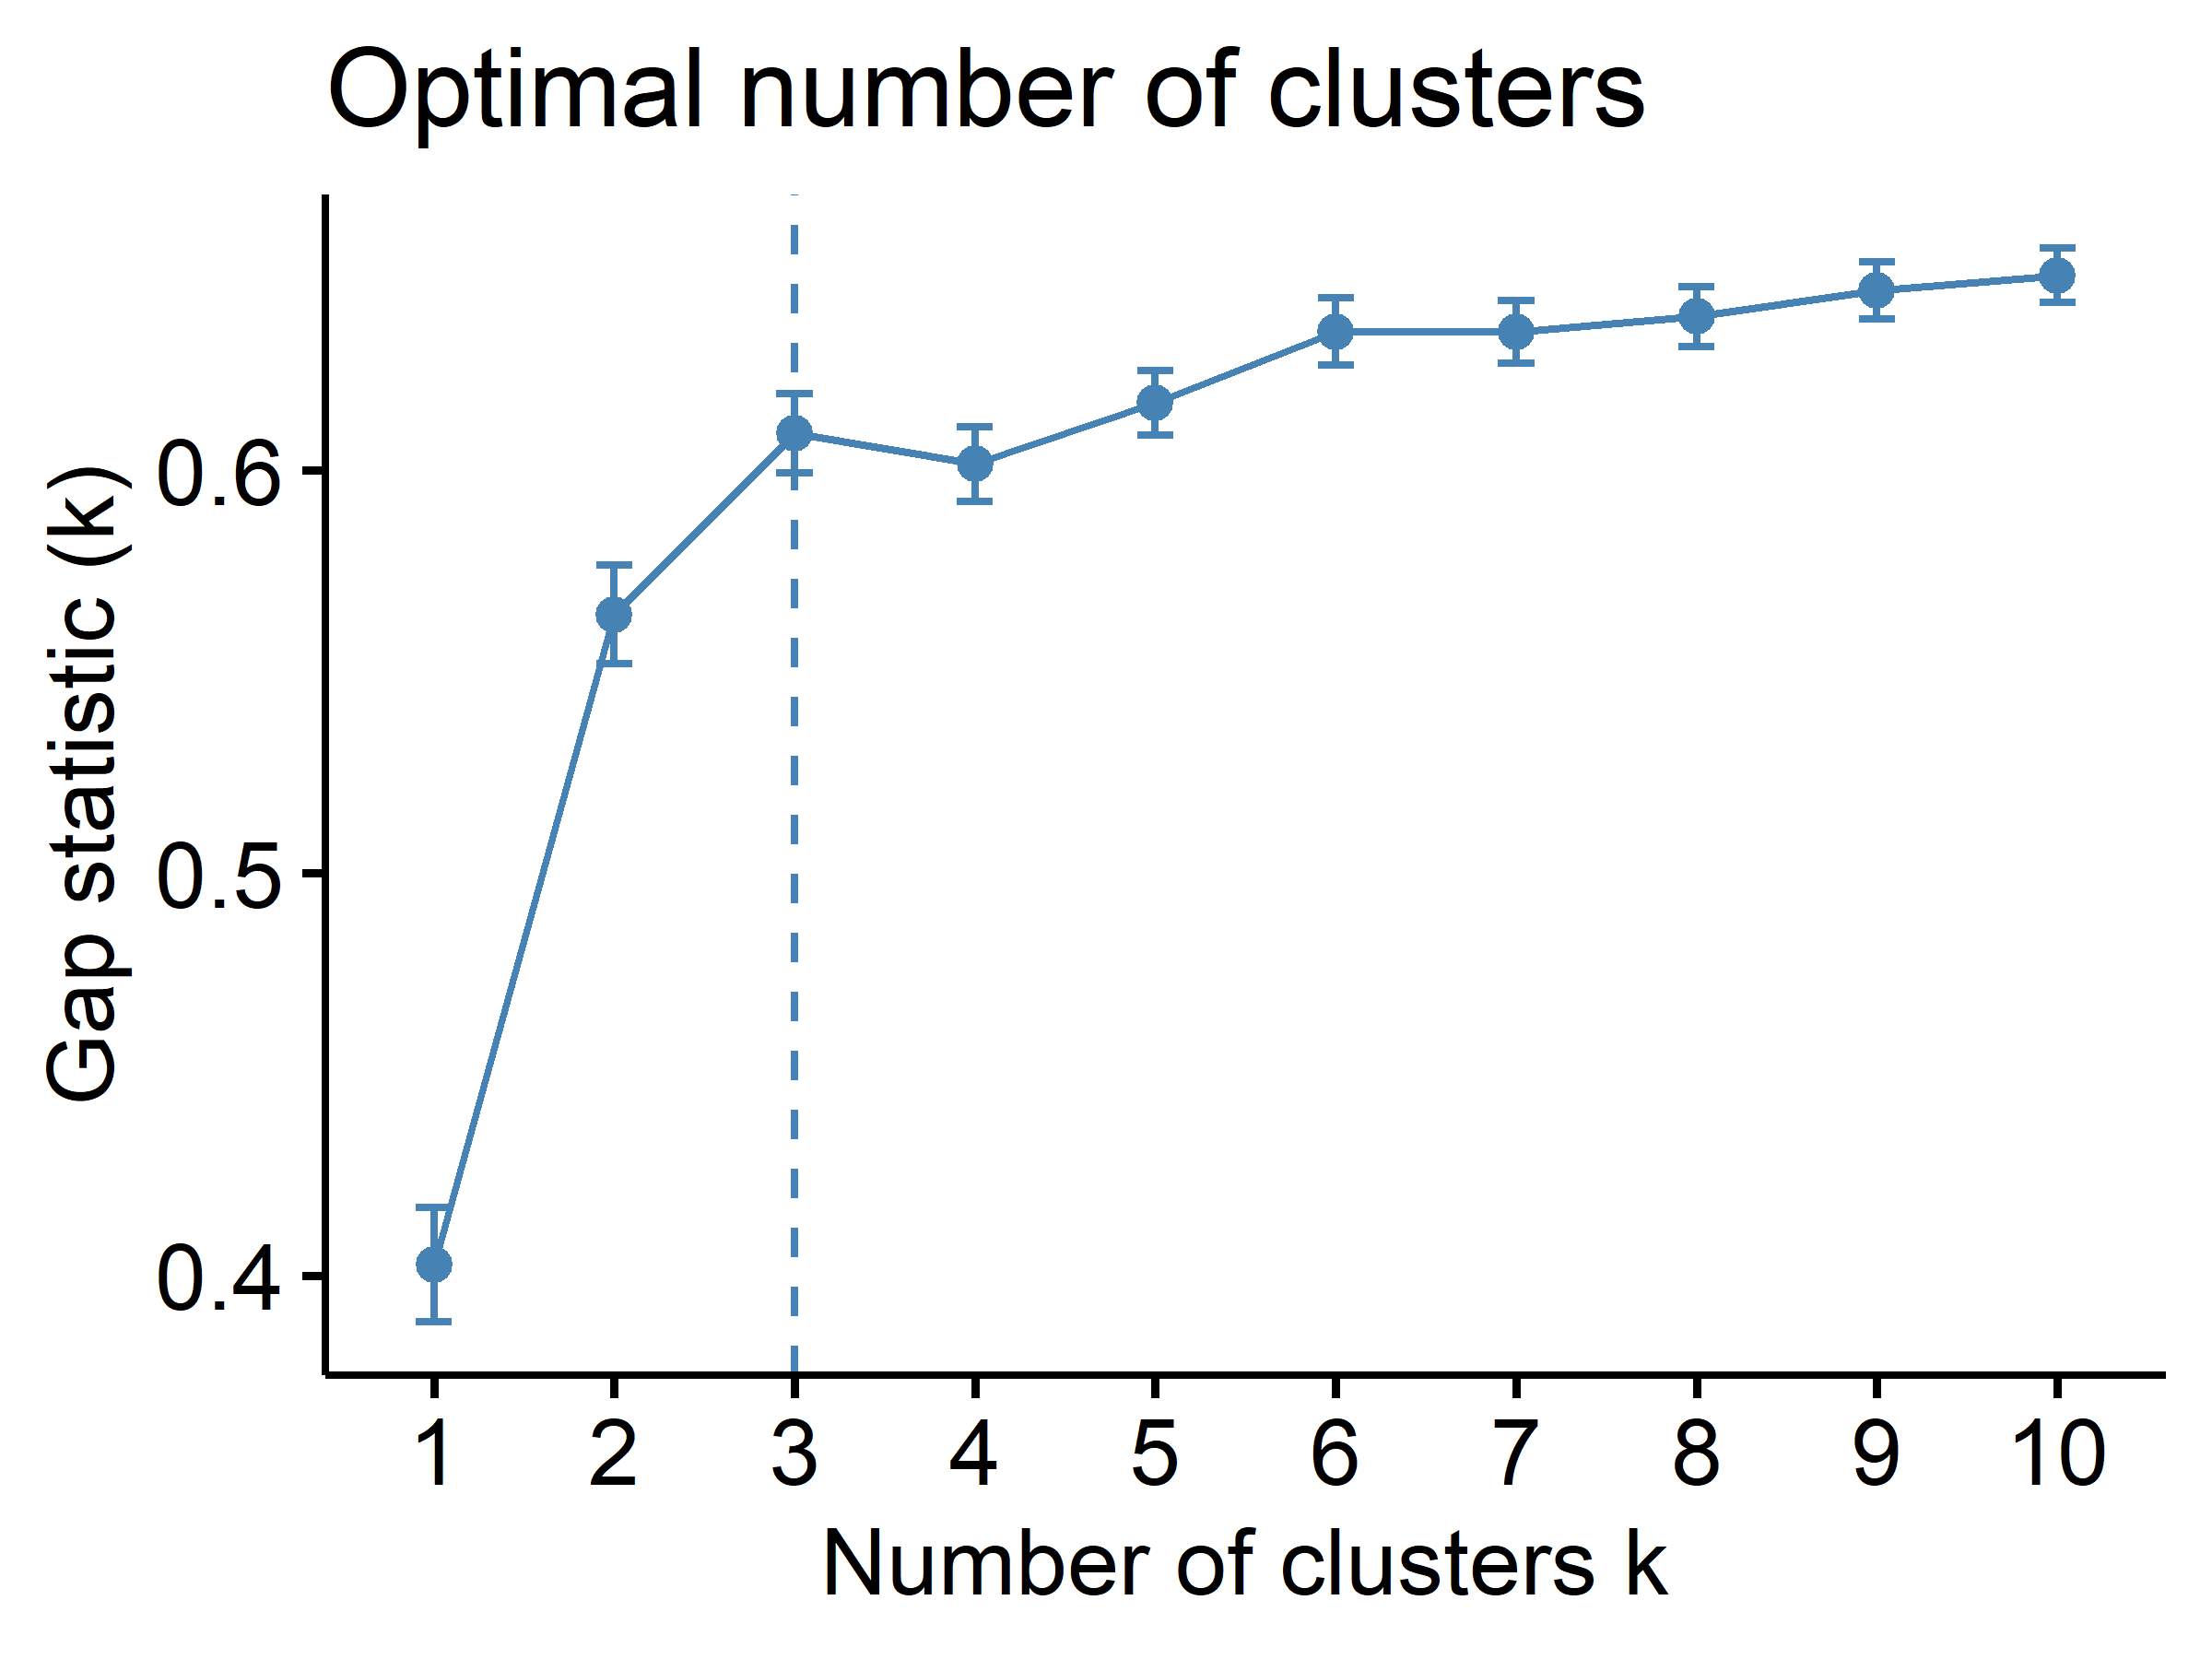 Optimal number of clusters
Gap statistic (k)
0.6
0.5
0.4
1 2 3 4 5 6 7 8 9 10
Number of clusters k